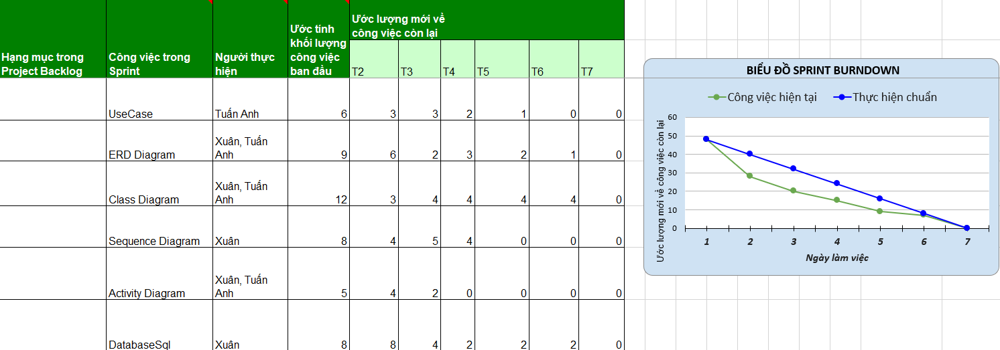 Hạng mục trong
Project Backlog
Công việc trong
Sprint
Người thực
hiện
Ước tính
khối lượng
công việc
ban đầu
Ước lượng mới về
công việc còn lại
T2 T3 T4 T5 T6 T7
UseCase Tuấn Anh 6 3 3 2 1 0 0
Xuân, Tuấn
ERD Diagram Anh 9 6 2 3 2 1 0
Xuân, Tuấn
Class Diagram Anh 12 3 4 4 4 4 0
Sequence Diagram Xuân 8 4 5 4 0 0 0
Xuân, Tuấn
Activity Diagram Anh 5 4 2 0 0 0 0
DatabaseSql Xuân 8 8 4 2 2 2 0
BIỂU ĐỒ SPRINT BURNDOWN
Công việc hiện tại Thực hiện chuẩn
Ước lượng mới về công việc còn lại
60
50
40
30
20
10
0
1 2 3 4 5 6 7
Ngày làm việc